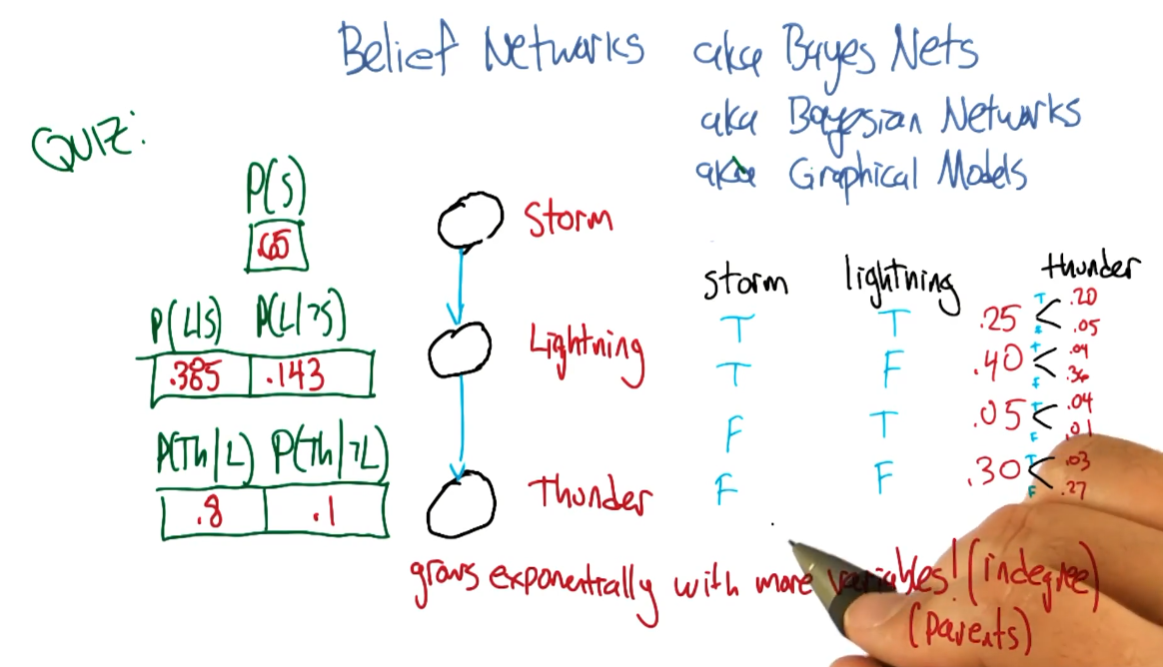 Belief Networks aka Bayes Nets
aka Bayesian Networks
aka Graphical Models
QUIZ:
P(S)
.65
Storm
P(L|S) P(L|¬S)
.385 .143
Lightning
P(Th|L) P(Th|¬L)
.8 .1
Thunder
storm lightning thunder
T T .25 T .20
F .05
T F .40 T .04
F .36
F T .05 T .04
F .01
F F .30 T .03
F .27
grows exponentially with more variables! (indegree)
(parents)